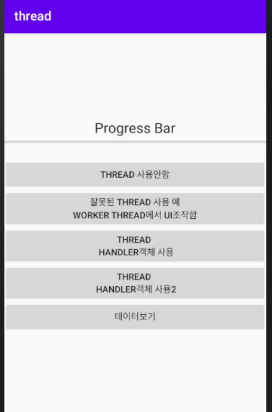 thread
Progress Bar
THREAD 사용안함
잘못된 THREAD 사용 예
WORKER THREAD에서 UI조작함
THREAD
HANDLER객체 사용
THREAD
HANDLER객체 사용2
데이터보기